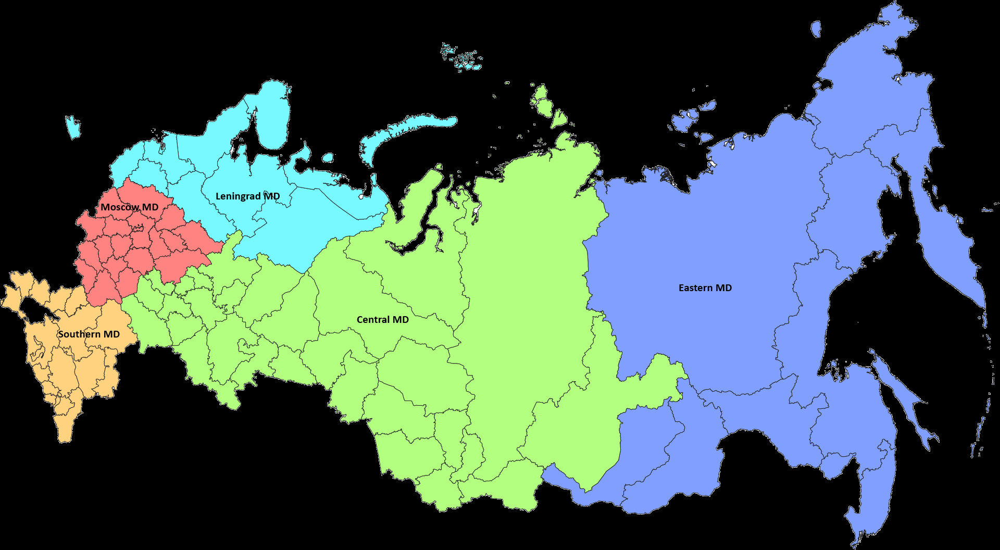 Leningrad MD
Moscow MD
Eastern MD
Central MD
Southern MD